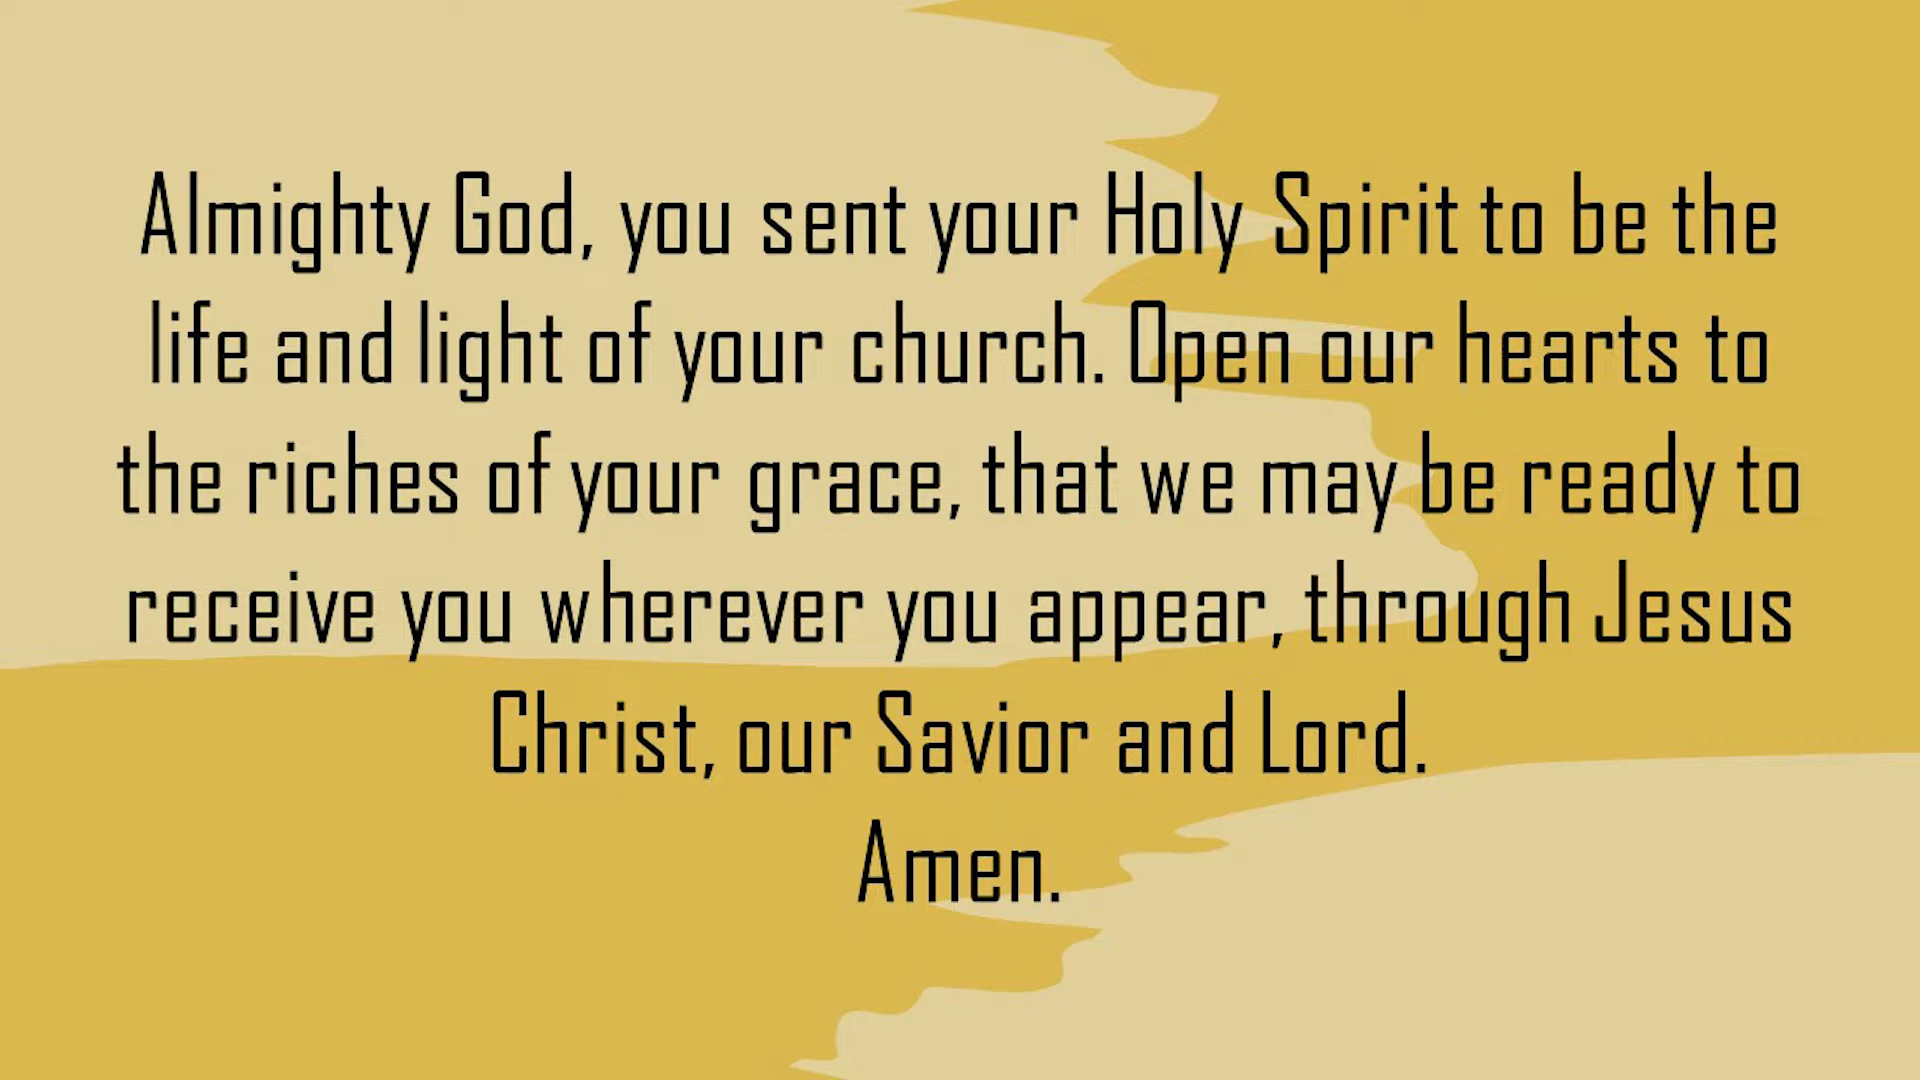 Almighty God, you sent your Holy Spirit to be the
life and light of your church. Open our hearts to
the riches of your grace, that we may be ready to
receive you wherever you appear, through Jesus
Christ, our Savior and Lord.
Amen.